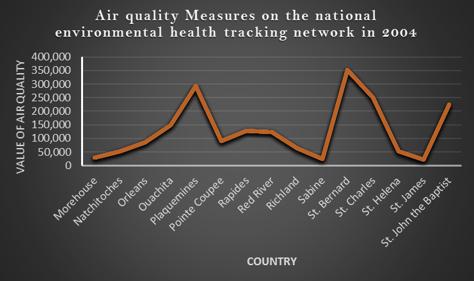 Air quality Measures on the national
environmental health tracking network in 2004
VALUE OF AIR QUALITY
400,000
350,000
300,000
250,000
200,000
150,000
100,000
50,000
0
Morehouse
Natchitoches
Orleans
Ouachita
Plaquemines
Pointe Coupee
Rapides
Red River
Richland
Sabine
St. Bernard
St. Charles
St. Helena
St. James
St. John the Baptist
COUNTRY